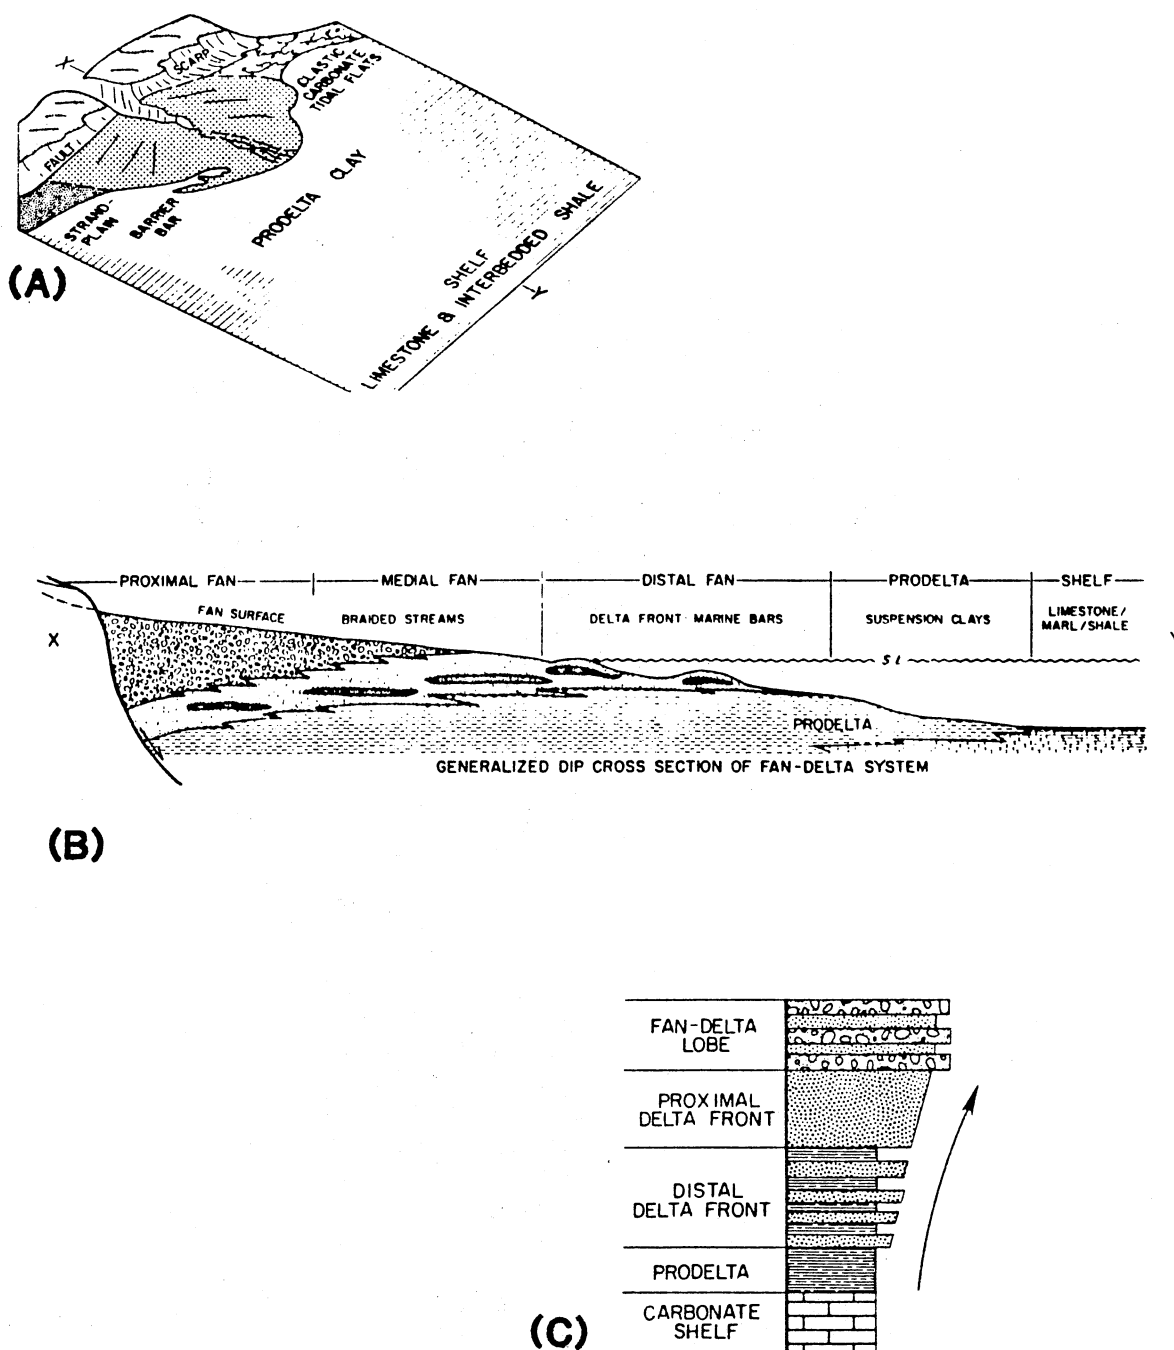 X
SCARP
CLASTIC
CARBONATE
TIDAL FLATS
FAULT
STRAND-
PLAIN
BARRIER
BAR
PRODELTA CLAY
SHELF
LIMESTONE & INTERBEDDED SHALE
Y
(A)
PROXIMAL FAN
MEDIAL FAN
DISTAL FAN
PRODELTA
SHELF
FAN SURFACE
BRAIDED STREAMS
DELTA FRONT MARINE BARS
SUSPENSION CLAYS
LIMESTONE/
MARL/SHALE
X
SL
PRODELTA
GENERALIZED DIP CROSS SECTION OF FAN-DELTA SYSTEM
(B)
FAN-DELTA
LOBE
PROXIMAL
DELTA FRONT
DISTAL
DELTA FRONT
PRODELTA
CARBONATE
SHELF
(C)